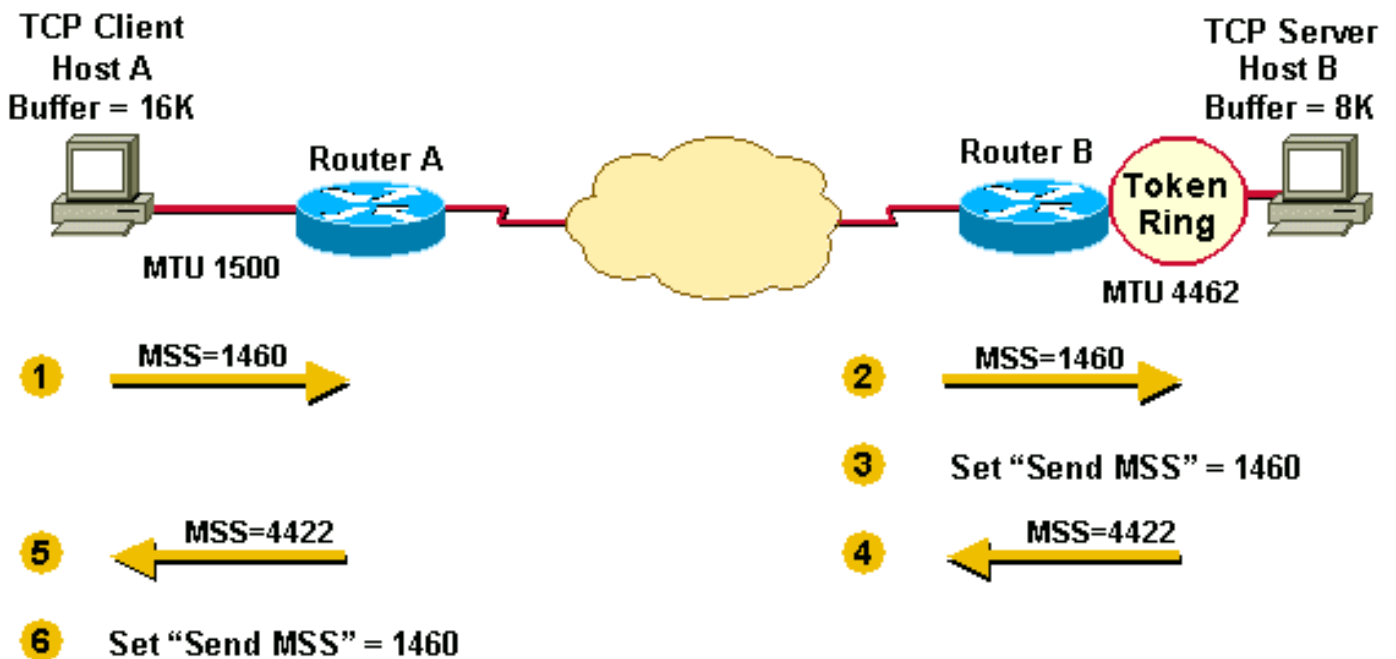 TCP Client
Host A
Buffer = 16K
TCP Server
Host B
Buffer = 8K
Router A
Router B
Token
Ring
MTU 1500
MTU 4462
1
MSS=1460
2
MSS=1460
3
Set “Send MSS” = 1460
5
MSS=4422
4
MSS=4422
6
Set “Send MSS” = 1460